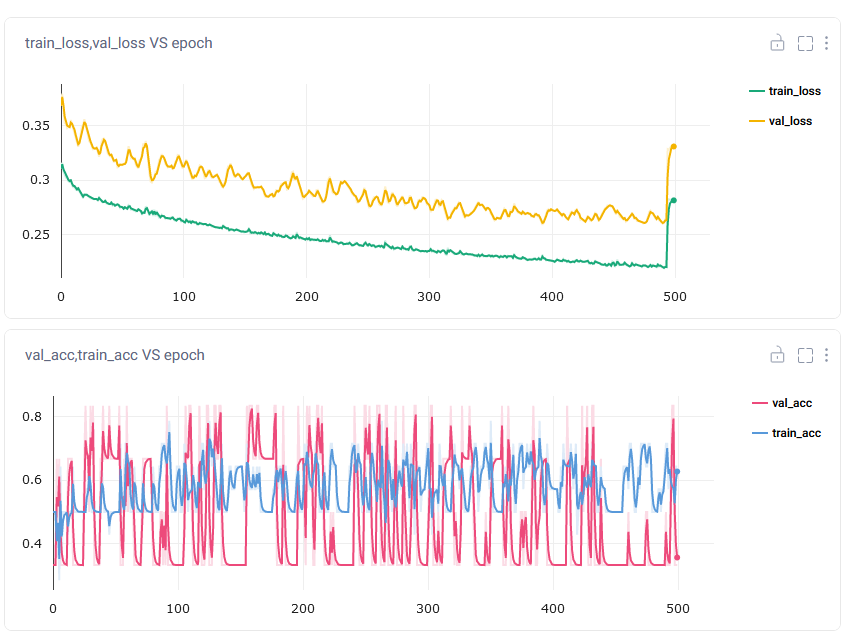 train_loss,val_loss VS epoch
train_loss
val_loss
0.35
0.3
0.25
0 100 200 300 400 500
val_acc,train_acc VS epoch
val_acc
train_acc
0.8
0.6
0.4
0 100 200 300 400 500